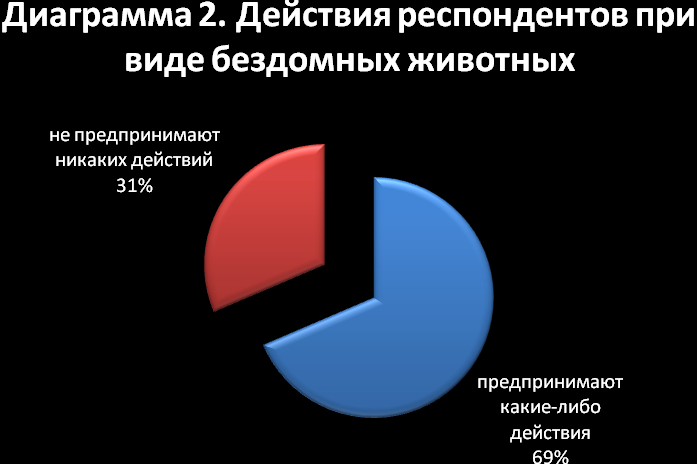 Диаграмма 2. Действия респондентов при
виде бездомных животных
не предпринимают
никаких действий
31%
предпринимают
какие-либо
действия
69%